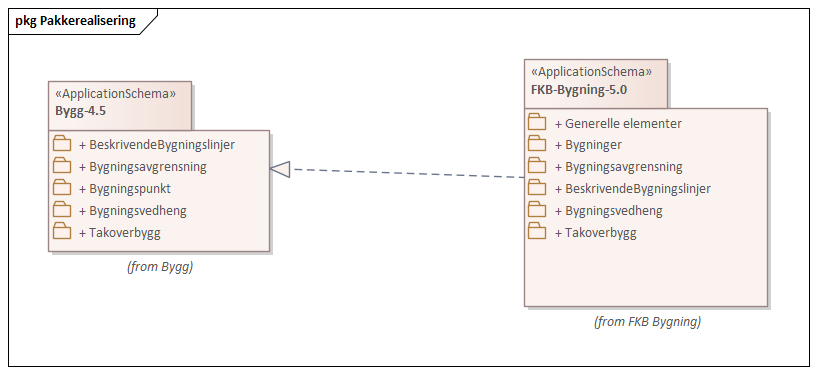 pkg Pakkerealisering
«ApplicationSchema»
Bygg-4.5
+ BeskrivendeBygningslinjer
+ Bygningsavgrensning
+ Bygningspunkt
+ Bygningsvedheng
+ Takoverbygg
(from Bygg)
«ApplicationSchema»
FKB-Bygning-5.0
+ Generelle elementer
+ Bygninger
+ Bygningsavgrensning
+ BeskrivendeBygningslinjer
+ Bygningsvedheng
+ Takoverbygg
(from FKB Bygning)